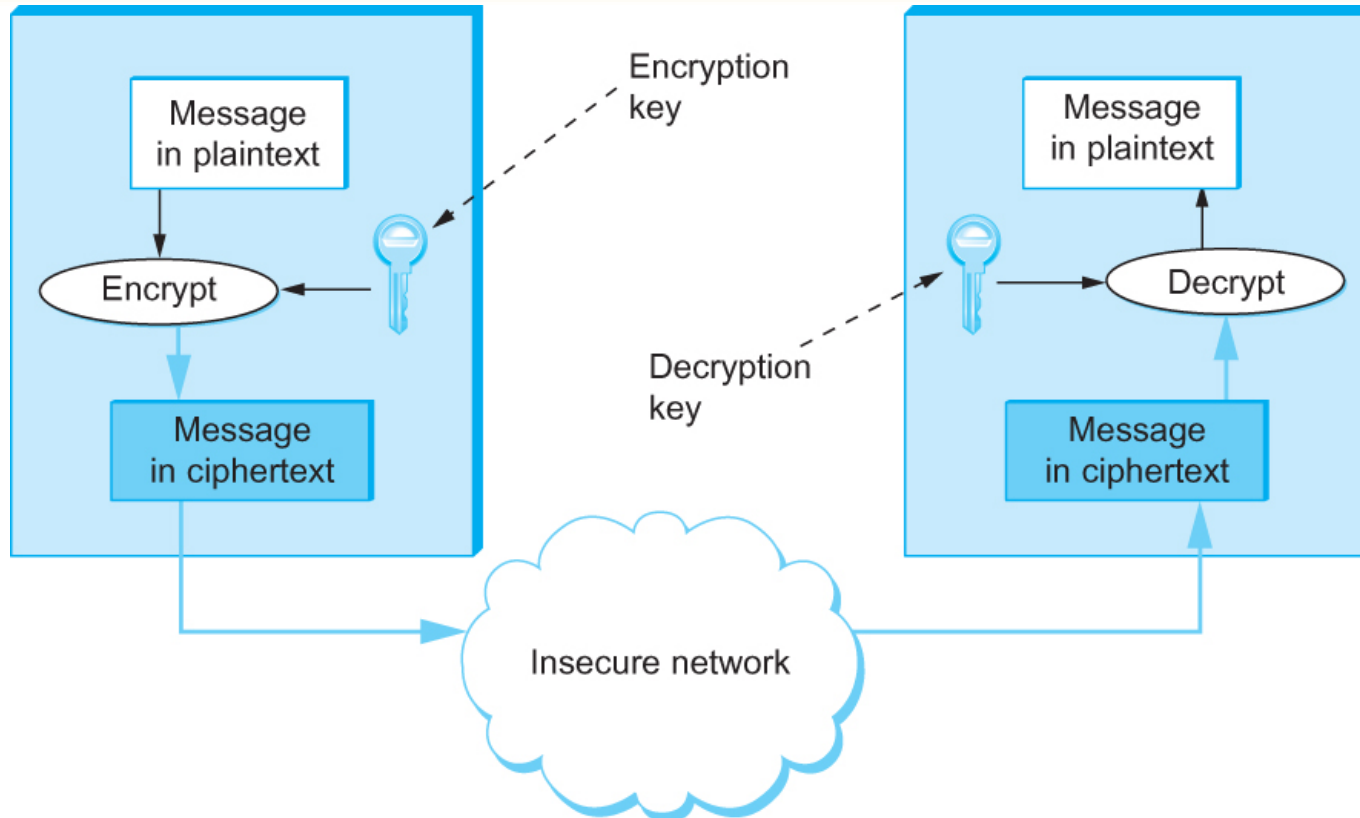 Message
in plaintext
Encrypt
Message
in ciphertext
Encryption
key
Decryption
key
Insecure network
Message
in plaintext
Decrypt
Message
in ciphertext